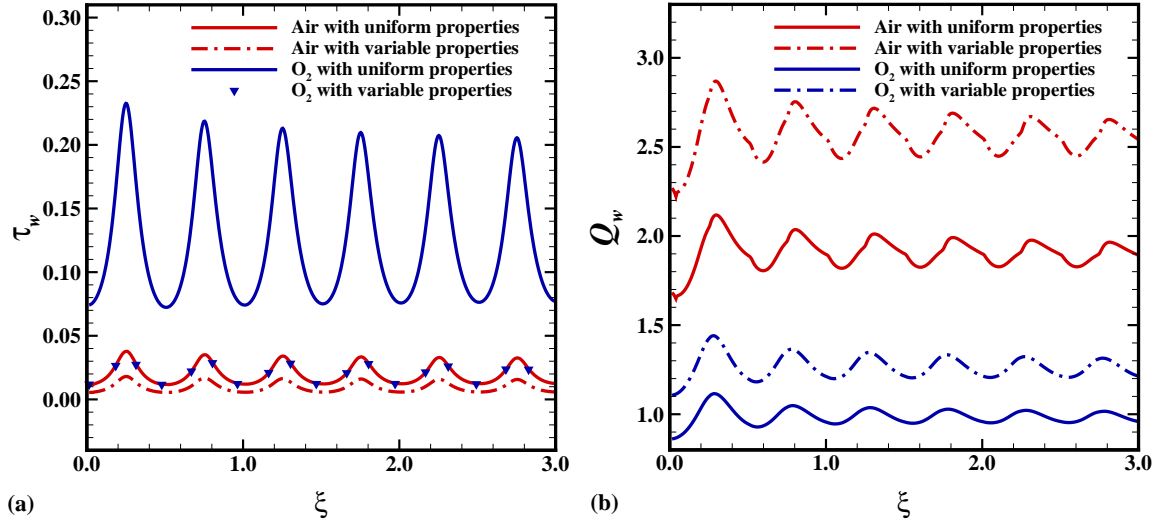 0.30
0.25
0.20
0.15
0.10
0.05
0.00
τw
Air with uniform properties
Air with variable properties
O2 with uniform properties
O2 with variable properties
0.0 1.0 2.0 3.0
(a)
ξ
3.0
2.5
2.0
1.5
1.0
Qw
Air with uniform properties
Air with variable properties
O2 with uniform properties
O2 with variable properties
0.0 1.0 2.0 3.0
(b)
ξ